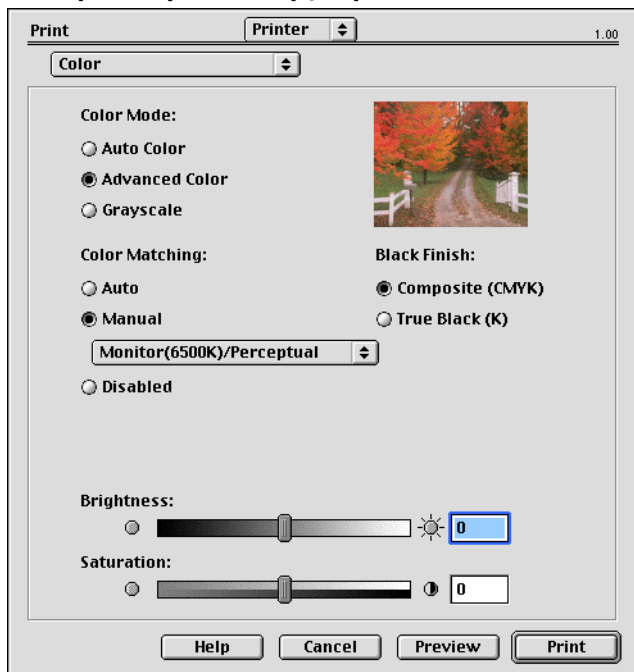 Print Printer 1.00
Color
Color Mode:
Auto Color
Advanced Color
Grayscale
Color Matching: Black Finish:
Auto Composite (CMYK)
Manual True Black (K)
Monitor(6500K)/Perceptual
Disabled
Brightness:
0
Saturation:
0
Help Cancel Preview Print